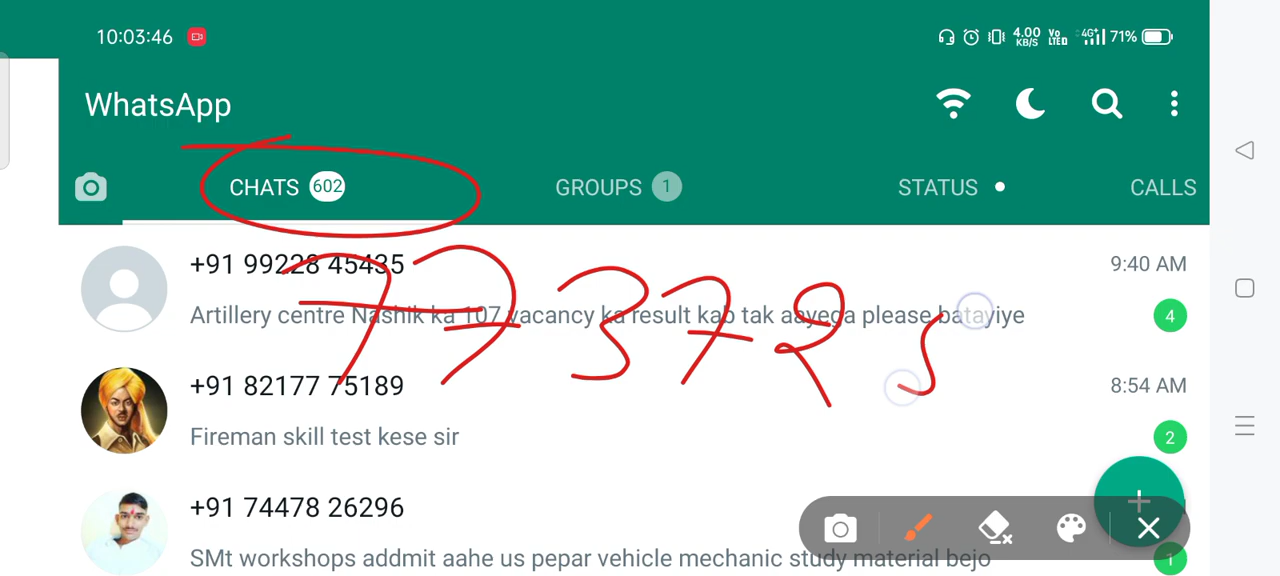 10:03:46 4.00 KB/S Vo LTE 4G+ 71%
WhatsApp
CHATS 602 GROUPS 1 STATUS CALLS
+91 99228 45435 9:40 AM
Artillery centre Nashik ka 107 vacancy ka result kab tak aayega please batayiye 4
+91 82177 75189 8:54 AM
Fireman skill test kese sir 2
+91 74478 26296
SMt workshops addmit aahe us pepar vehicle mechanic study material bejo 1